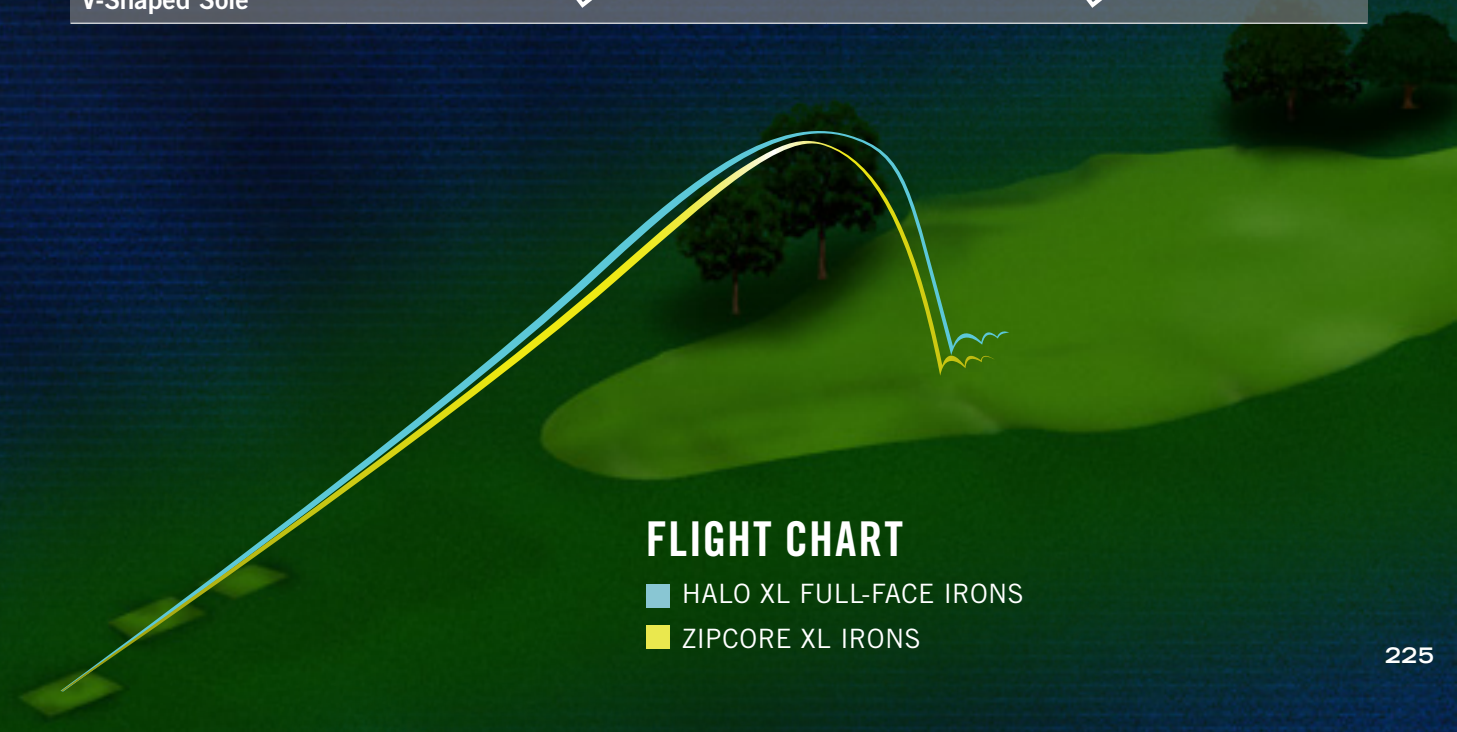 V-Shaped Sole
FLIGHT CHART
HALO XL FULL-FACE IRONS
ZIPCORE XL IRONS
225